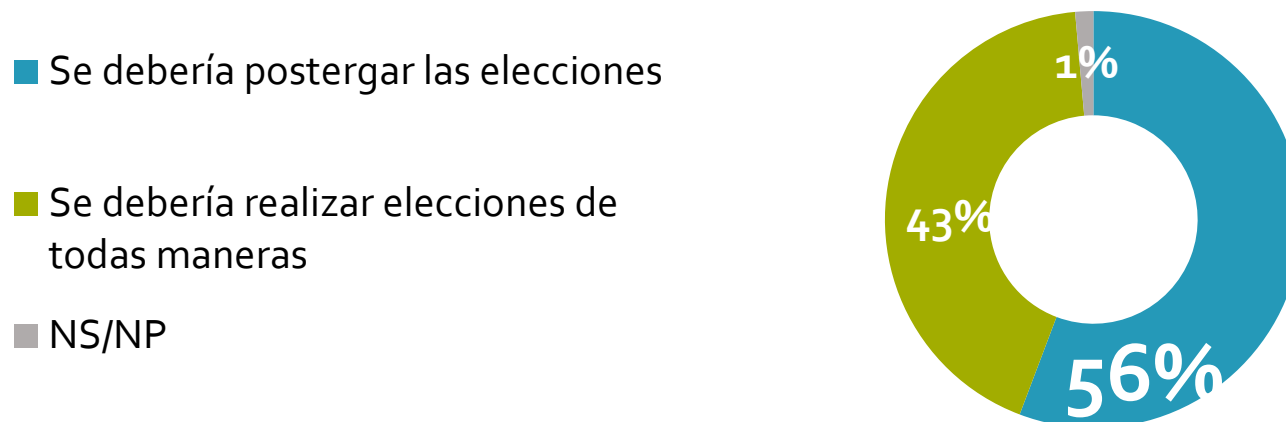 Se debería postergar las elecciones
Se debería realizar elecciones de
todas maneras
NS/NP
1%
43%
56%